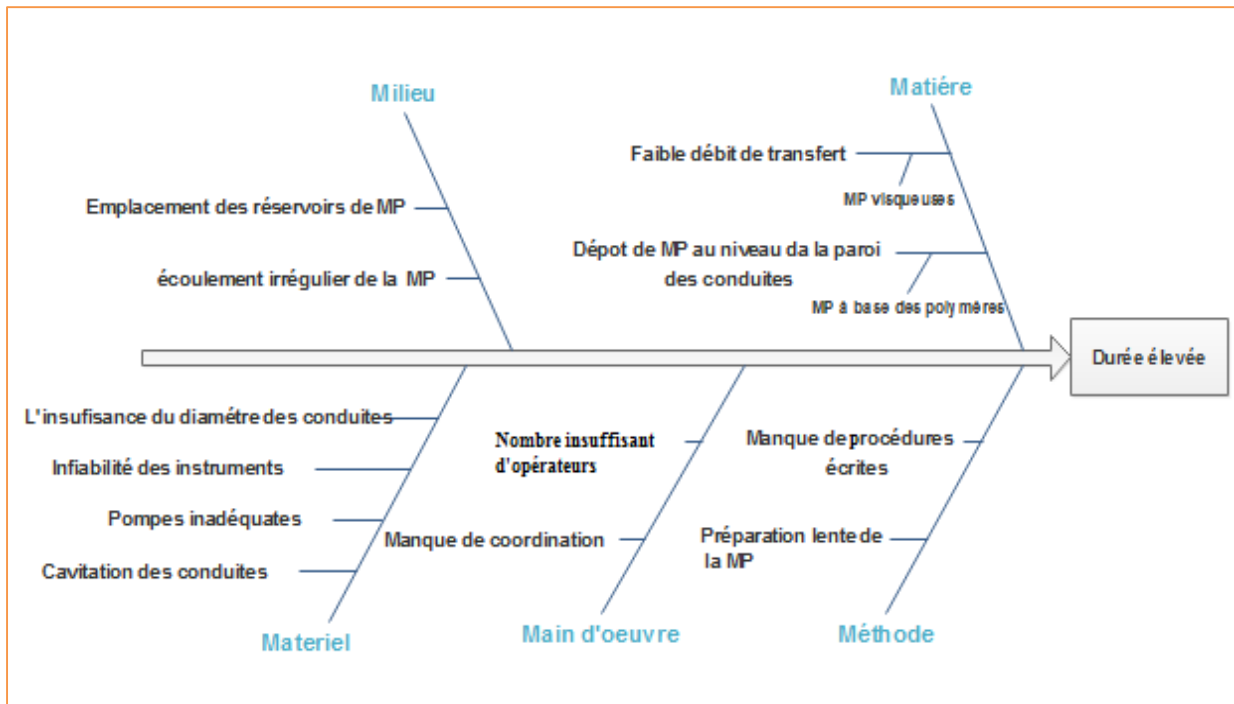 Milieu
Matiére
Faible débit de transfert
MP visqueuses
Emplacement des réservoirs de MP
Dépot de MP au niveau da la paroi
des conduites
écoulement irrégulier de la MP
MP à base des polymères
Durée élevée
L'insufisance du diamétre des conduites
Nombre insuffisant
d'opérateurs
Manque de procédures
écrites
Infiabilité des instruments
Pompes inadéquates
Manque de coordination
Préparation lente de
la MP
Cavitation des conduites
Materiel
Main d'oeuvre
Méthode